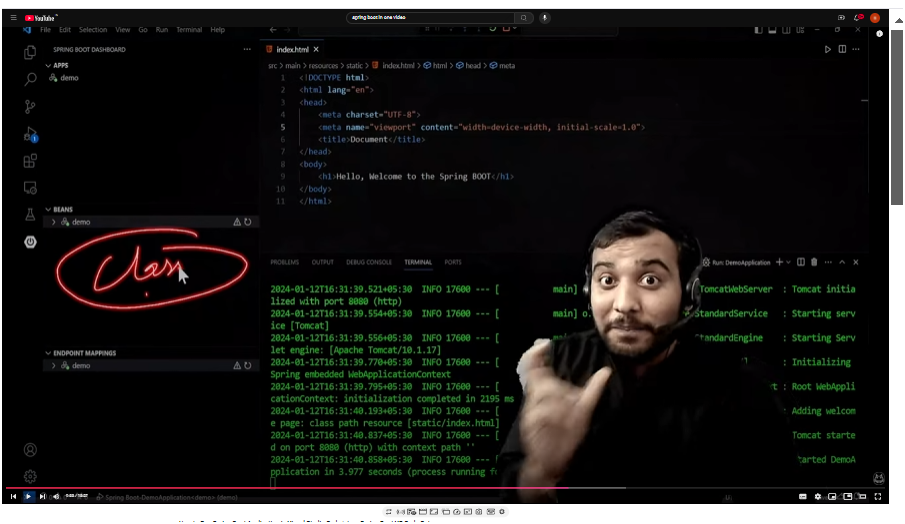 YouTube
spring boot in one video
File Edit Selection View Go Run Terminal Help
SPRING BOOT DASHBOARD
APPS
demo
BEANS
demo
Class
ENDPOINT MAPPINGS
demo
index.html
src > main > resources > static > index.html > html > head > meta
1 <!DOCTYPE html>
2 <html lang="en">
3 <head>
4 <meta charset="UTF-8">
5 <meta name="viewport" content="width=device-width, initial-scale=1.0">
6 <title>Document</title>
7 </head>
8 <body>
9 <h1>Hello, Welcome to the Spring BOOT</h1>
10 </body>
11 </html>
PROBLEMS OUTPUT DEBUG CONSOLE TERMINAL PORTS
Run: DemoApplication
2024-01-12T16:31:39.521+05:30 INFO 17600 --- [ main] TomcatWebServer : Tomcat initia
lized with port 8080 (http)
2024-01-12T16:31:39.554+05:30 INFO 17600 --- [ main] o StandardService : Starting serv
ice [Tomcat]
2024-01-12T16:31:39.556+05:30 INFO 17600 --- [ main] StandardEngine : Starting Serv
let engine: [Apache Tomcat/10.1.17]
2024-01-12T16:31:39.770+05:30 INFO 17600 --- [ : Initializing
Spring embedded WebApplicationContext
2024-01-12T16:31:39.795+05:30 INFO 17600 --- [ t : Root WebAppli
cationContext: initialization completed in 2195 ms
2024-01-12T16:31:40.193+05:30 INFO 17600 --- [ : Adding welcom
e page: class path resource [static/index.html]
2024-01-12T16:31:40.837+05:30 INFO 17600 --- [ Tomcat starte
d on port 8080 (http) with context path ''
2024-01-12T16:31:40.858+05:30 INFO 17600 --- [ tarted DemoA
pplication in 3.977 seconds (process running fo
Spring Boot-DemoApplication<demo> (demo)